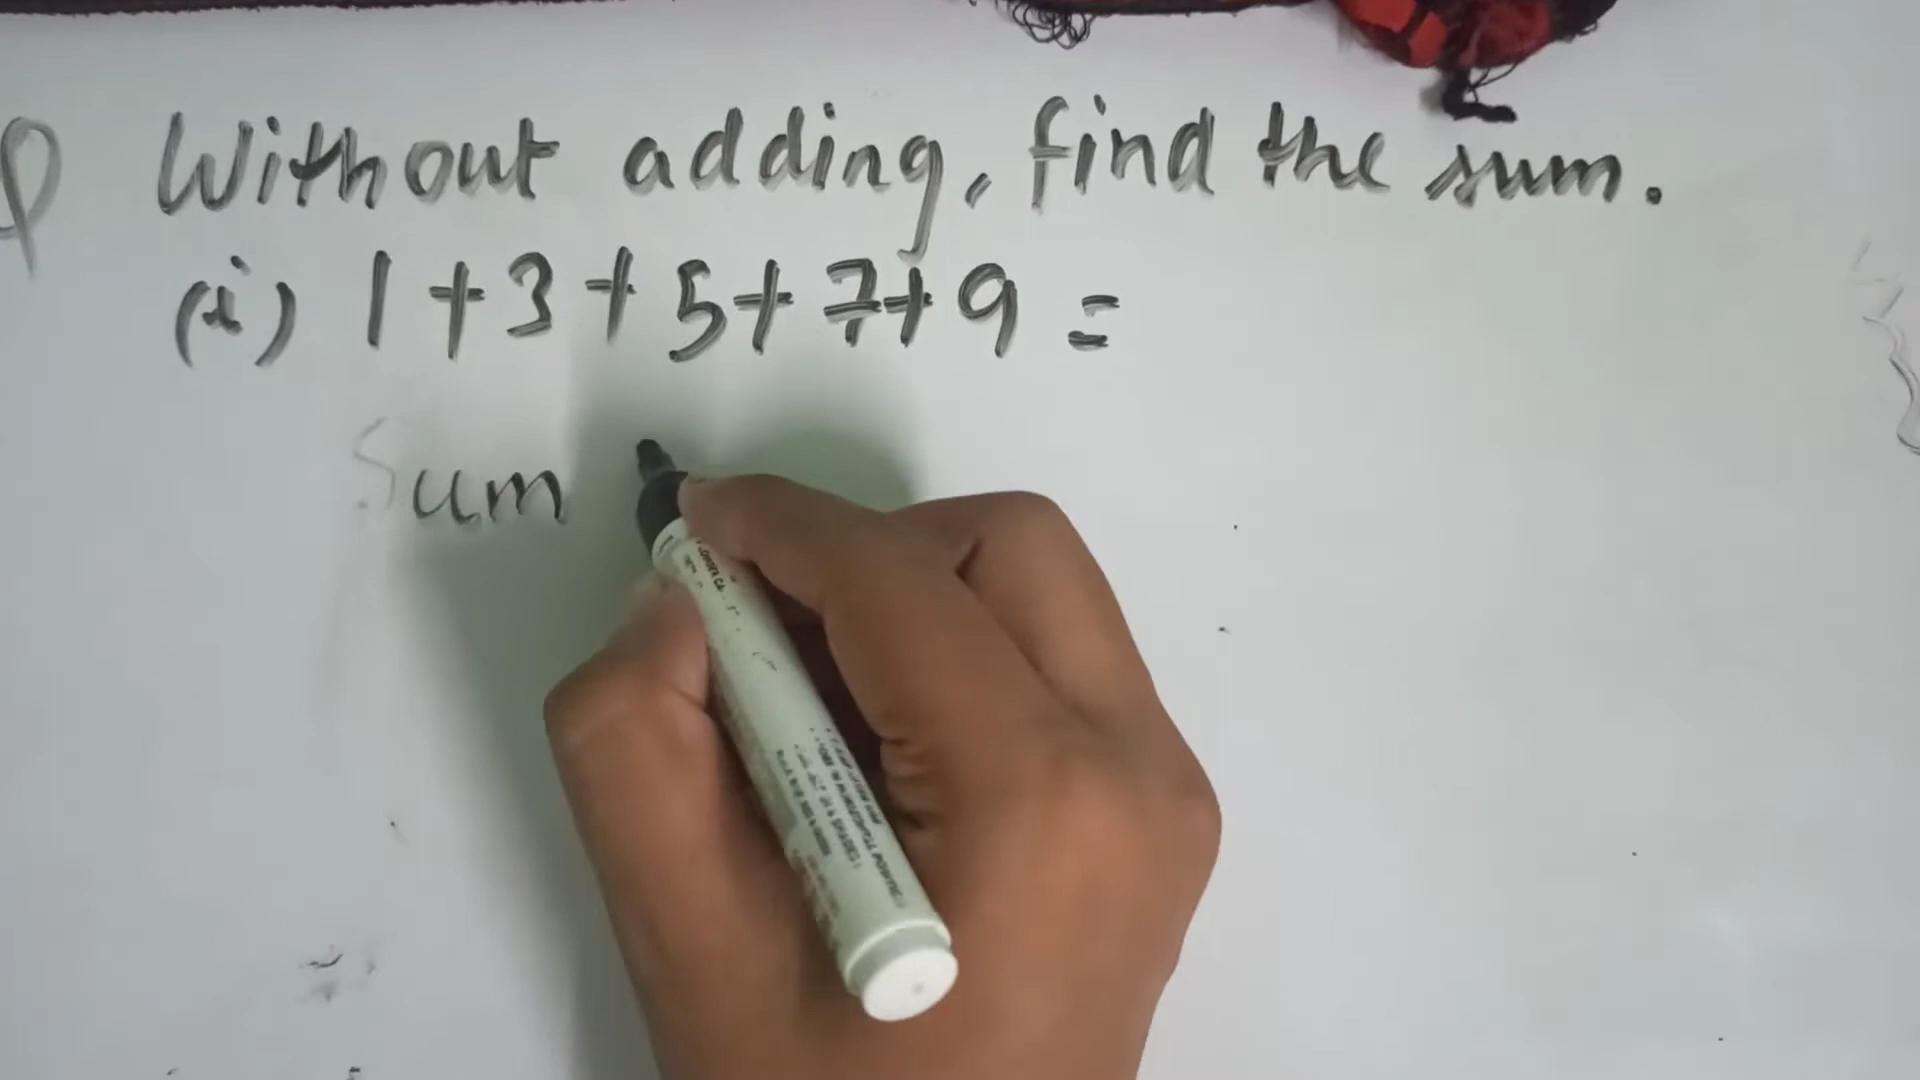 Q Without adding, find the sum.
(i) 1 + 3 + 5 + 7 + 9 =
Sum